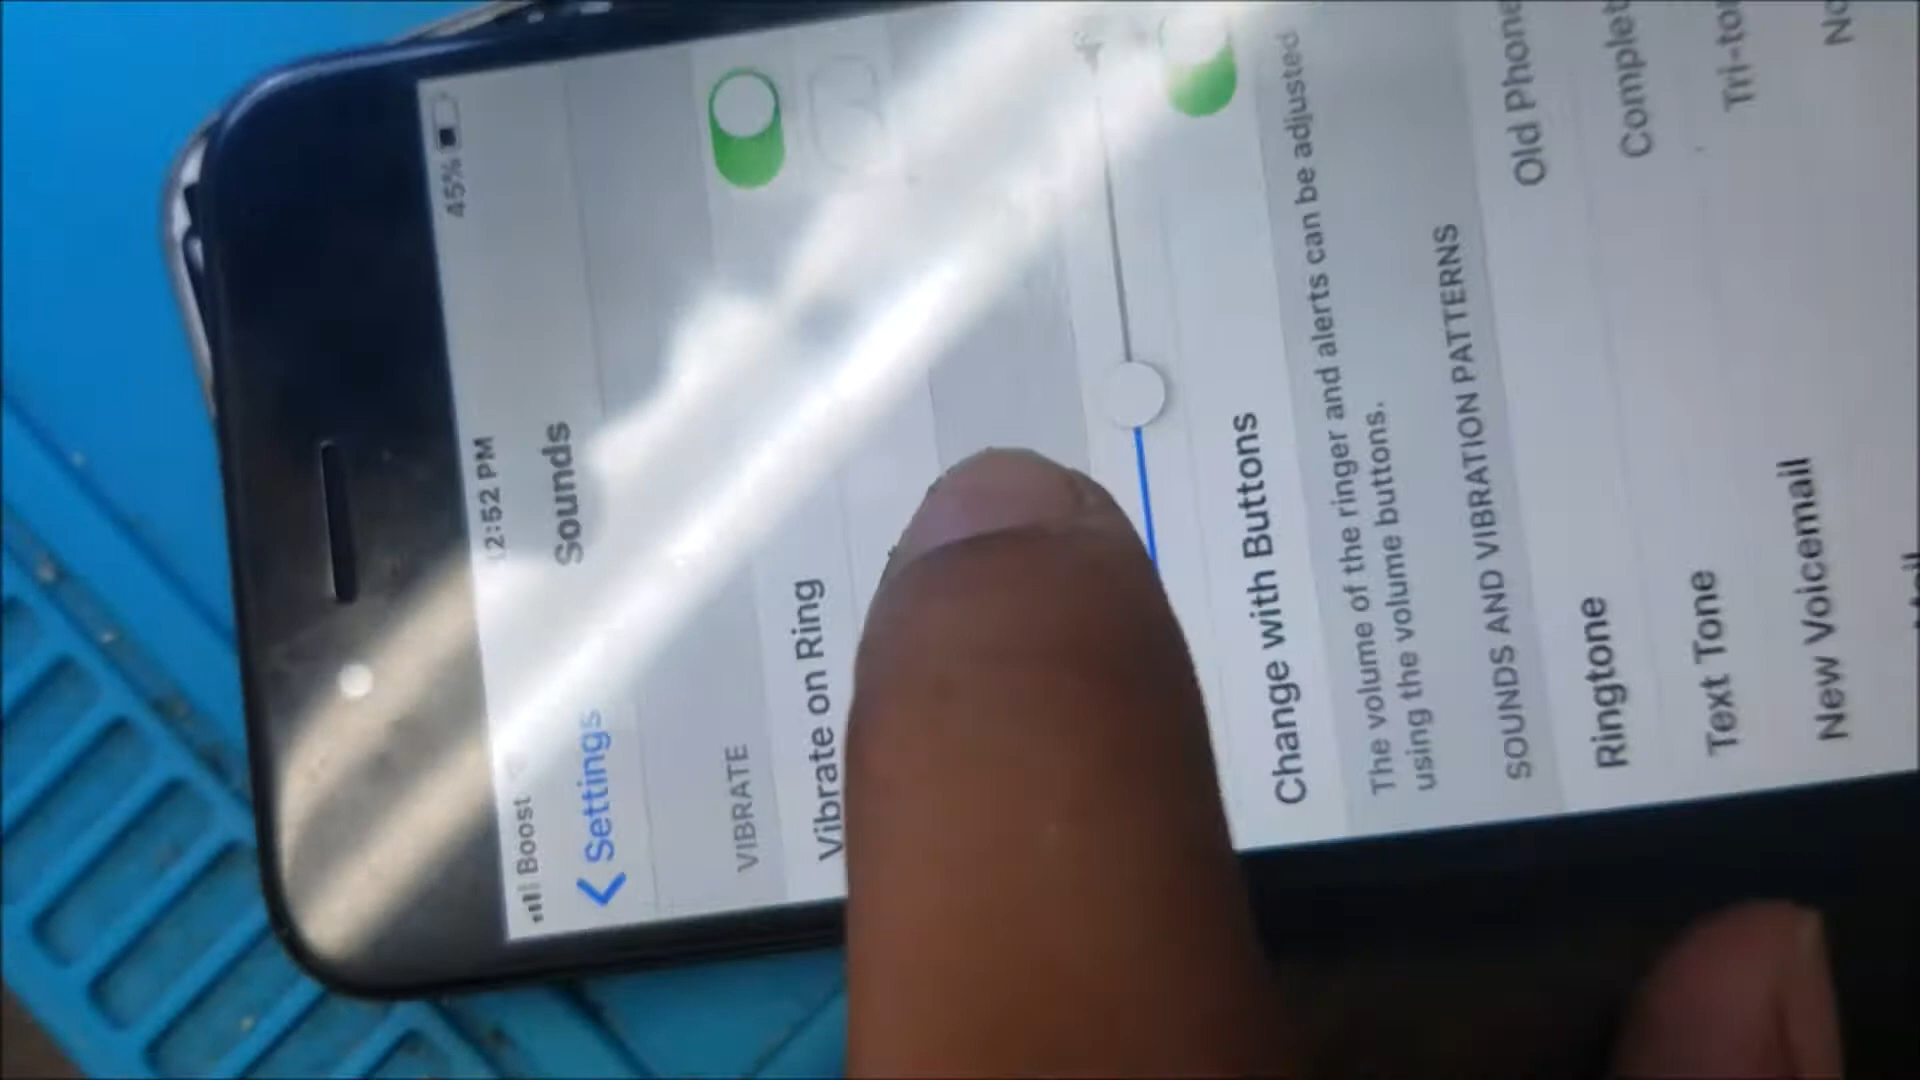 Boost
2:52 PM
45%
Settings
Sounds
VIBRATE
Vibrate on Ring
Change with Buttons
The volume of the ringer and alerts can be adjusted
using the volume buttons.
SOUNDS AND VIBRATION PATTERNS
Ringtone
Old Phone
Text Tone
New Voicemail